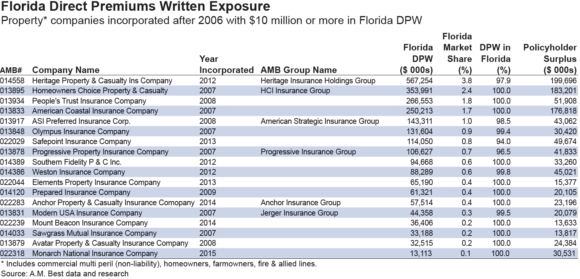 Florida Direct Premiums Written Exposure
Property* companies incorporated after 2006 with $10 million or more in Florida DPW
AMB# Company Name Year Incorporated AMB Group Name Florida DPW ($ 000s) Florida Market Share (%) DPW in Florida (%) Policyholder Surplus ($ 000s)
014558 Heritage Property & Casualty Ins Company 2012 Heritage Insurance Holdings Group 567,254 3.8 97.9 199,696
013895 Homeowners Choice Property & Casualty 2007 HCI Insurance Group 353,991 2.4 100.0 183,201
013934 People's Trust Insurance Company 2008 266,553 1.8 100.0 51,908
013833 American Coastal Insurance Company 2007 250,213 1.7 100.0 176,818
013917 ASI Preferred Insurance Corp. 2008 American Strategic Insurance Group 143,311 1.0 98.5 43,062
013848 Olympus Insurance Company 2007 131,604 0.9 99.4 30,420
022029 Safepoint Insurance Company 2013 114,050 0.8 94.0 49,674
013878 Progressive Property Insurance Company 2007 Progressive Insurance Group 106,627 0.7 96.5 41,833
014389 Southern Fidelity P & C Inc. 2012 94,668 0.6 100.0 33,260
014386 Weston Insurance Company 2012 88,289 0.6 99.8 45,021
022044 Elements Property Insurance Company 2013 65,190 0.4 100.0 15,377
014120 Prepared Insurance Company 2009 61,321 0.4 100.0 20,105
022283 Anchor Property & Casualty Insurance Comopany 2014 Anchor Insurance Group 57,514 0.4 100.0 23,196
013831 Modern USA Insurance Company 2007 Jerger Insurance Group 44,358 0.3 99.5 20,079
022239 Mount Beacon Insurance Company 2014 36,406 0.2 100.0 13,633
014033 Sawgrass Mutual Insurance Company 2007 33,188 0.2 100.0 13,817
013879 Avatar Property & Casualty Insurance Company 2008 32,515 0.2 100.0 24,384
022318 Monarch National Insurance Company 2015 13,113 0.1 100.0 30,531
* Includes commercial multi peril (non-liability), homeowners, farmowners, fire & allied lines.
Source: A.M. Best data and research